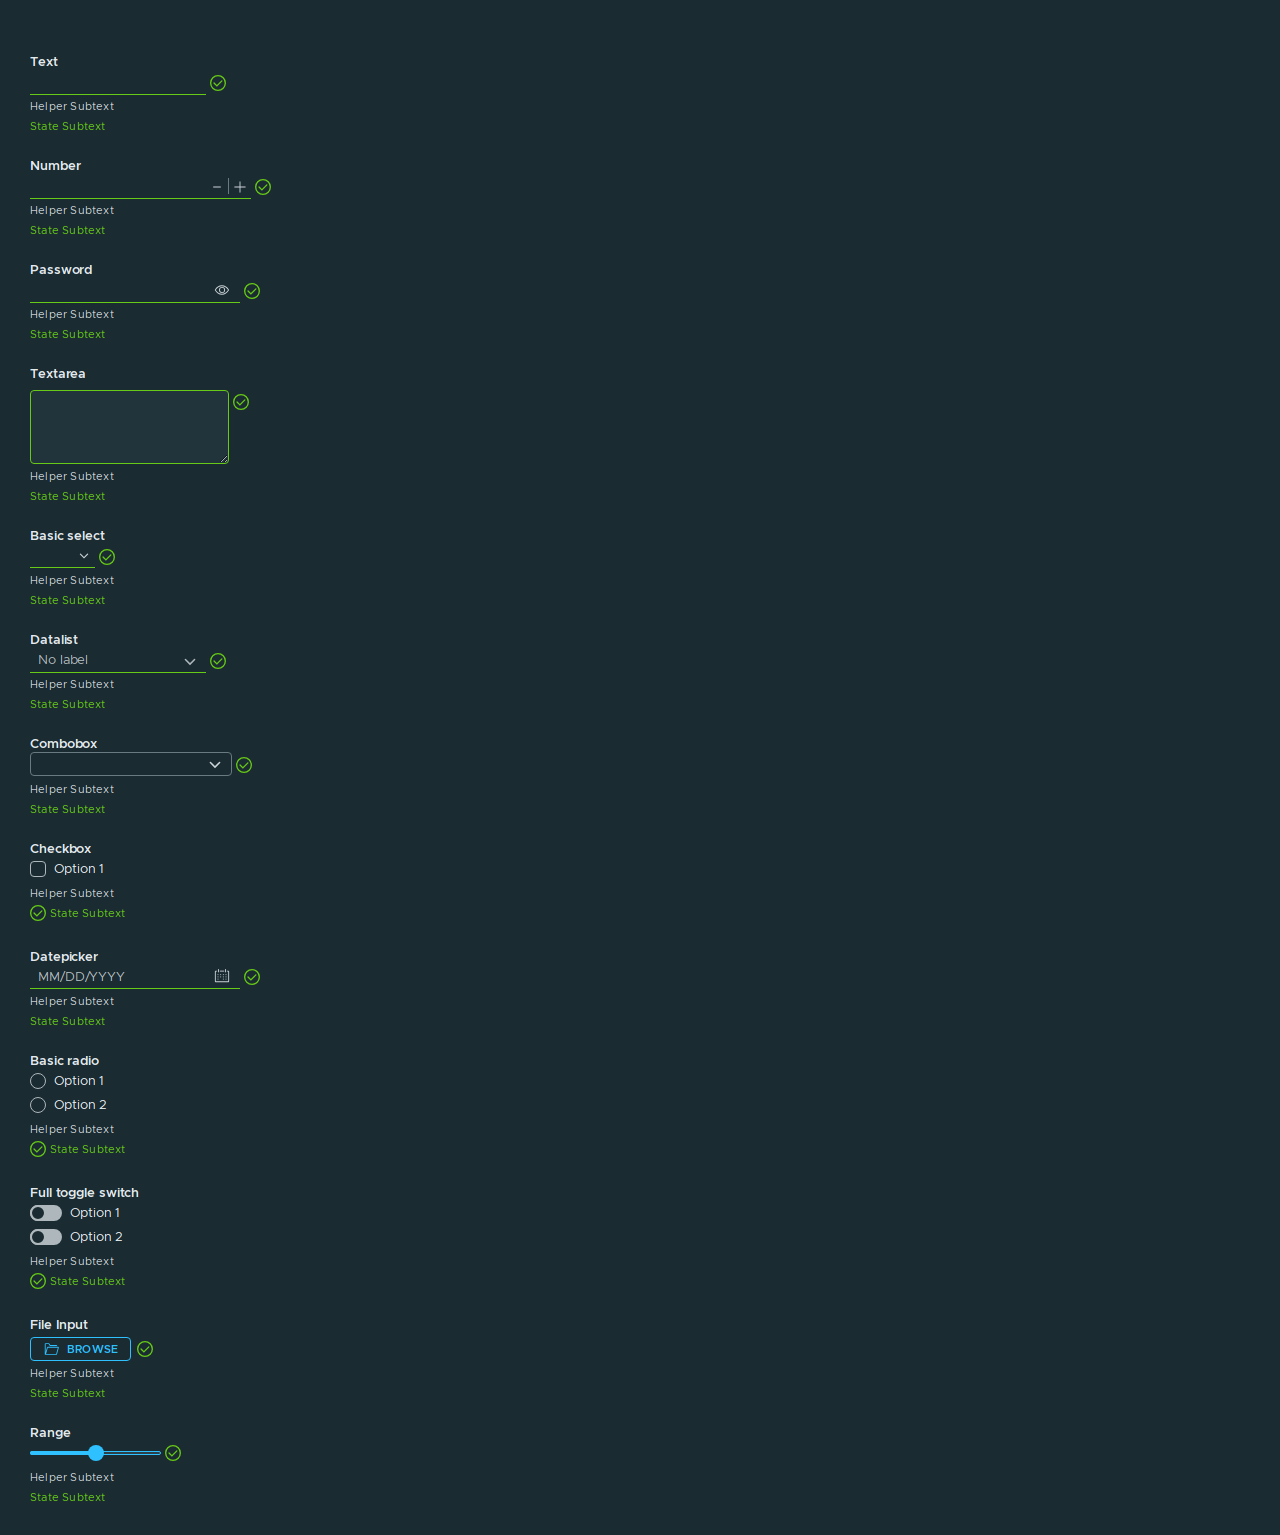 Text
Helper Subtext
State Subtext
Number
Helper Subtext
State Subtext
Password
Helper Subtext
State Subtext
Textarea
Helper Subtext
State Subtext
Basic select
Helper Subtext
State Subtext
Datalist
No label
Helper Subtext
State Subtext
Combobox
Helper Subtext
State Subtext
Checkbox
Option 1
Helper Subtext
State Subtext
Datepicker
MM/DD/YYYY
Helper Subtext
State Subtext
Basic radio
Option 1
Option 2
Helper Subtext
State Subtext
Full toggle switch
Option 1
Option 2
Helper Subtext
State Subtext
File Input
BROWSE
Helper Subtext
State Subtext
Range
Helper Subtext
State Subtext